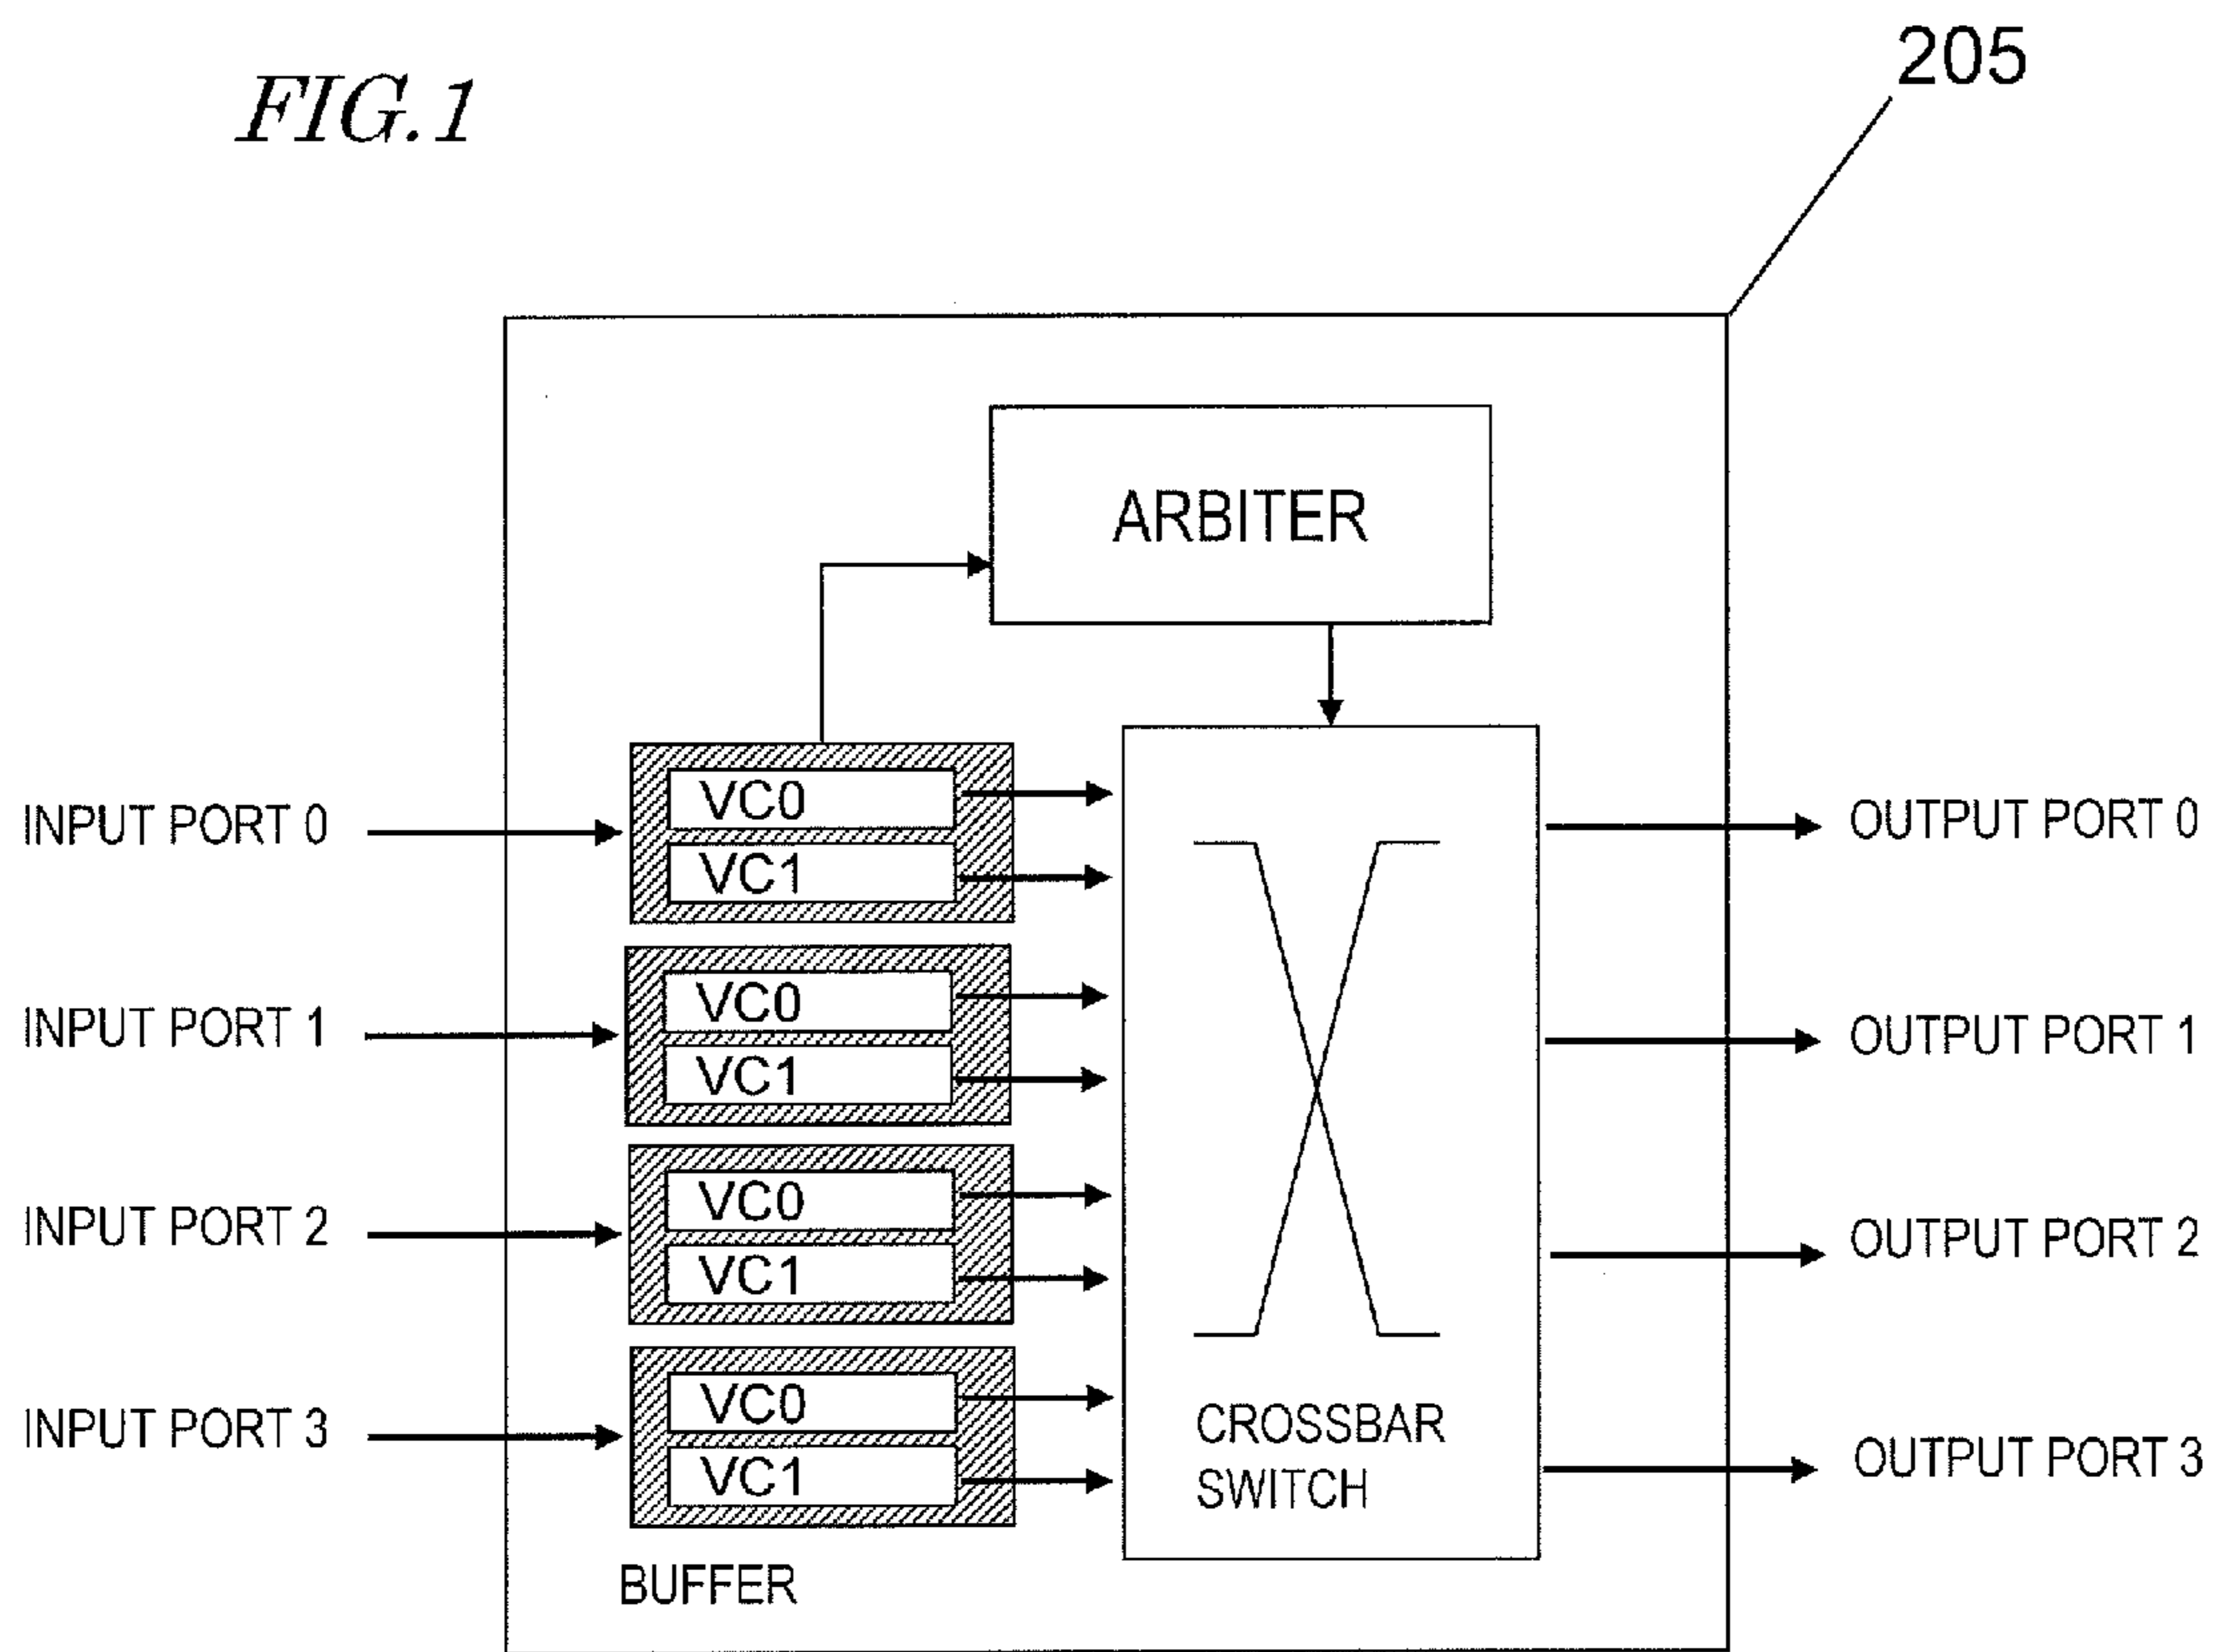 FIG.1
205
ARBITER
INPUT PORT 0
VC0
VC1
OUTPUT PORT 0
INPUT PORT 1
VC0
VC1
OUTPUT PORT 1
INPUT PORT 2
VC0
VC1
OUTPUT PORT 2
INPUT PORT 3
VC0
VC1
OUTPUT PORT 3
CROSSBAR
SWITCH
BUFFER